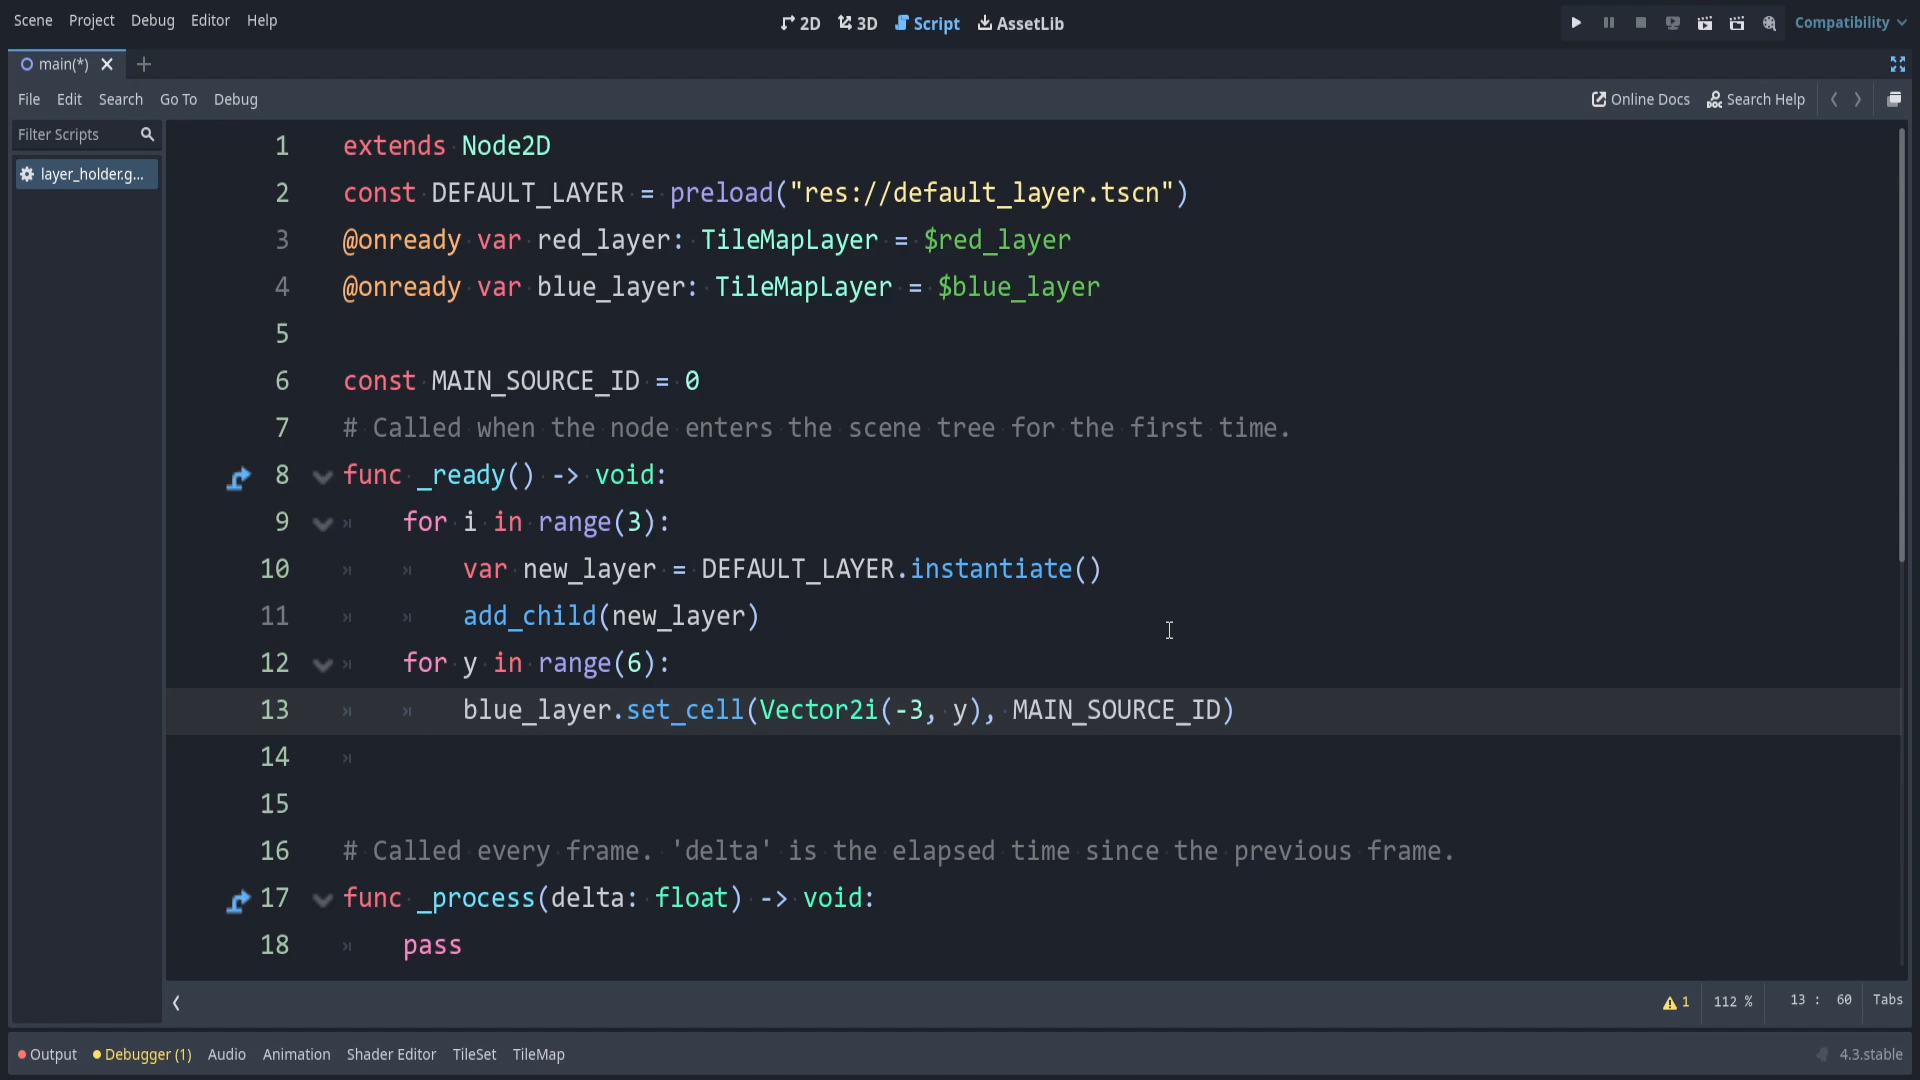 Scene Project Debug Editor Help
2D 3D Script AssetLib
Compatibility
main(*)
File Edit Search Go To Debug
Online Docs Search Help
Filter Scripts
layer_holder.g...
1 extends Node2D
2 const DEFAULT_LAYER = preload("res://default_layer.tscn")
3 @onready var red_layer: TileMapLayer = $red_layer
4 @onready var blue_layer: TileMapLayer = $blue_layer
5
6 const MAIN_SOURCE_ID = 0
7 # Called when the node enters the scene tree for the first time.
8 func _ready() -> void:
9 for i in range(3):
10 var new_layer = DEFAULT_LAYER.instantiate()
11 add_child(new_layer)
12 for y in range(6):
13 blue_layer.set_cell(Vector2i(-3, y), MAIN_SOURCE_ID)
14
15
16 # Called every frame. 'delta' is the elapsed time since the previous frame.
17 func _process(delta: float) -> void:
18 pass
1 112 % 13 : 60 Tabs
Output Debugger (1) Audio Animation Shader Editor TileSet TileMap
4.3.stable